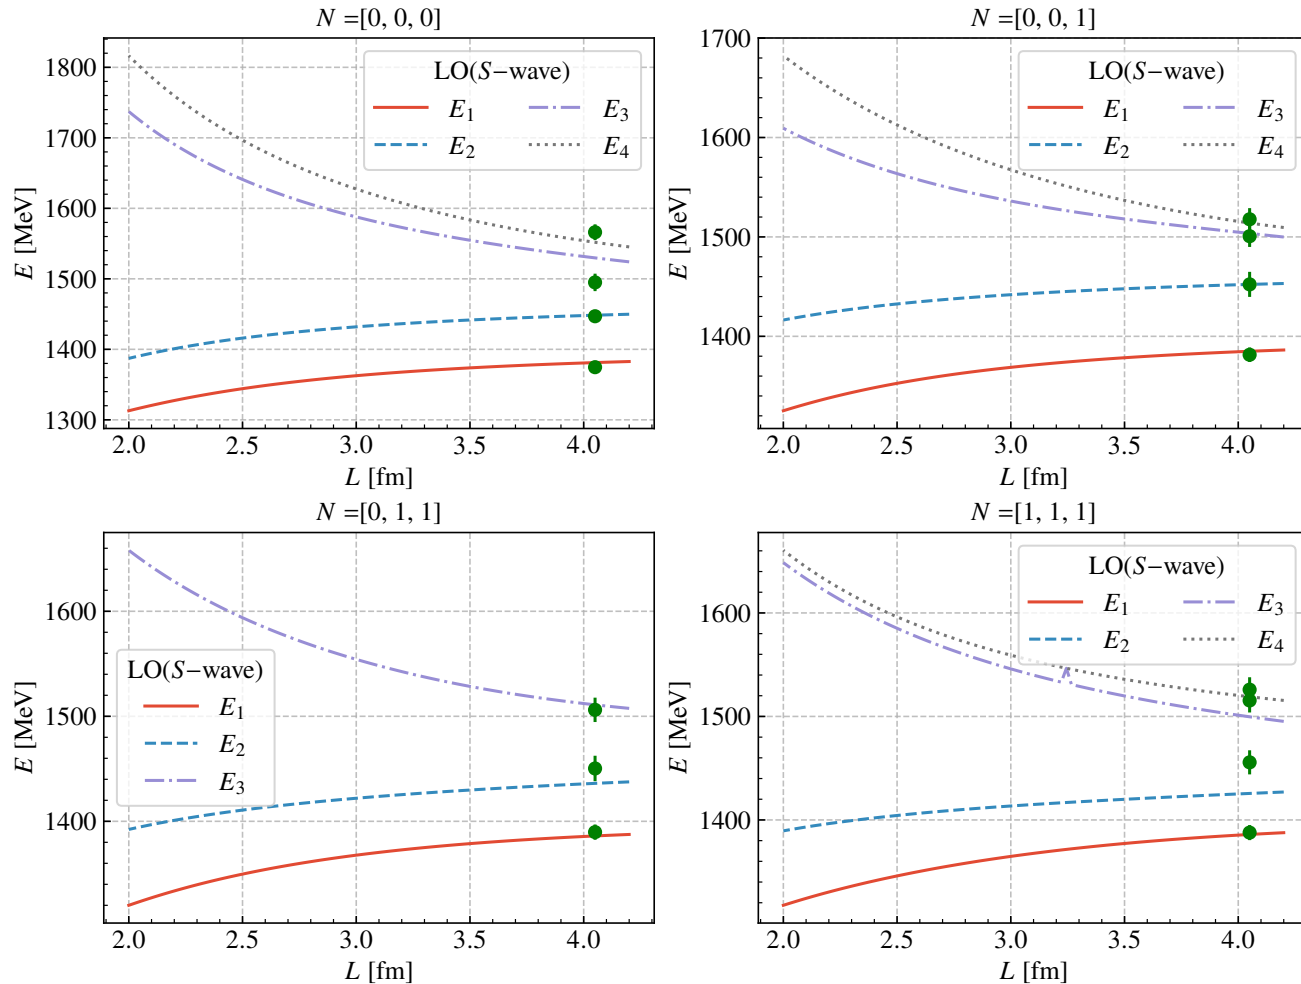 N =[0, 0, 0]
E [MeV]
1800
1700
1600
1500
1400
1300
LO(S−wave)
E₁ E₃
E₂ E₄
2.0 2.5 3.0 3.5 4.0
L [fm]
N =[0, 0, 1]
E [MeV]
1700
1600
1500
1400
LO(S−wave)
E₁ E₃
E₂ E₄
2.0 2.5 3.0 3.5 4.0
L [fm]
N =[0, 1, 1]
E [MeV]
1600
1500
1400
LO(S−wave)
E₁
E₂
E₃
2.0 2.5 3.0 3.5 4.0
L [fm]
N =[1, 1, 1]
E [MeV]
1600
1500
1400
LO(S−wave)
E₁ E₃
E₂ E₄
2.0 2.5 3.0 3.5 4.0
L [fm]